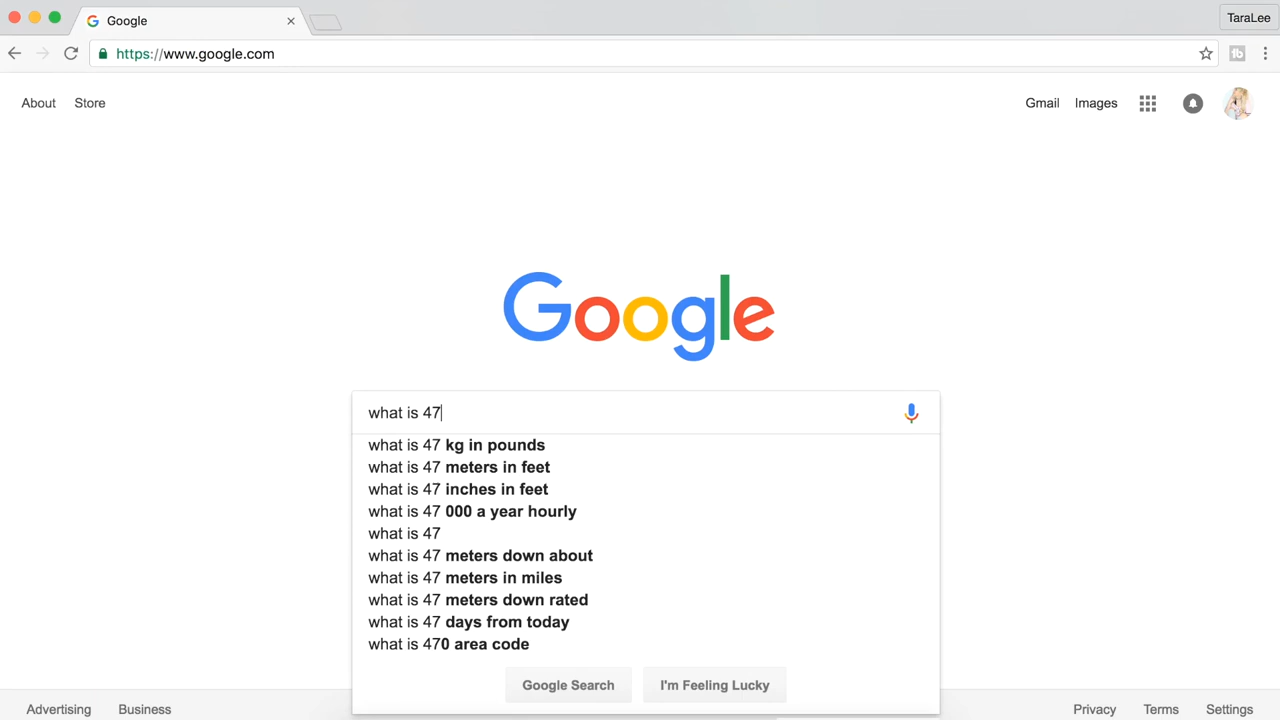 Google
TaraLee
https://www.google.com
About Store
Gmail Images
Google
what is 47
what is 47 kg in pounds
what is 47 meters in feet
what is 47 inches in feet
what is 47 000 a year hourly
what is 47
what is 47 meters down about
what is 47 meters in miles
what is 47 meters down rated
what is 47 days from today
what is 470 area code
Google Search I'm Feeling Lucky
Advertising Business Privacy Terms Settings